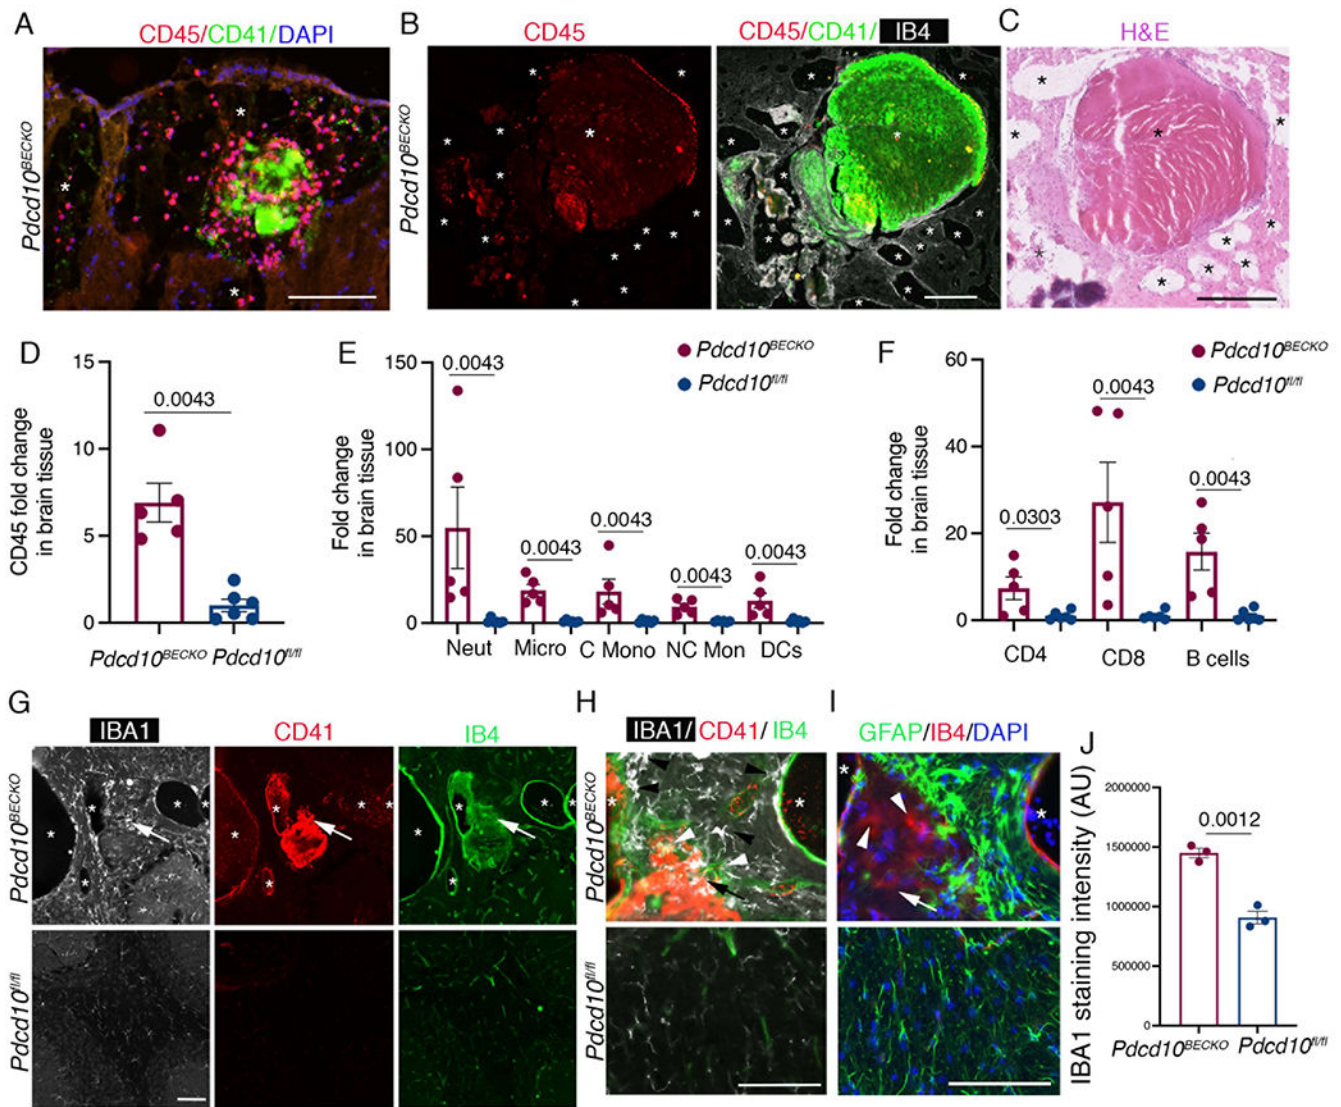 A
CD45/CD41/DAPI
Pdcd10BECKO
B
CD45
CD45/CD41/ IB4
Pdcd10BECKO
C
H&E
D
CD45 fold change
in brain tissue
15
10
5
0
0.0043
Pdcd10BECKO Pdcd10fl/fl
E
Pdcd10BECKO
Pdcd10fl/fl
Fold change
in brain tissue
150
100
50
0
0.0043
0.0043
0.0043
0.0043
0.0043
Neut Micro C Mono NC Mon DCs
F
Pdcd10BECKO
Pdcd10fl/fl
Fold change
in brain tissue
60
40
20
0
0.0303
0.0043
0.0043
CD4 CD8 B cells
G
IBA1 CD41 IB4
Pdcd10BECKO
Pdcd10fl/fl
H
IBA1/ CD41/ IB4
Pdcd10BECKO
Pdcd10fl/fl
I
GFAP/IB4/DAPI
J
IBA1 staining intensity (AU)
2000000
1500000
1000000
500000
0
0.0012
Pdcd10BECKO Pdcd10fl/fl